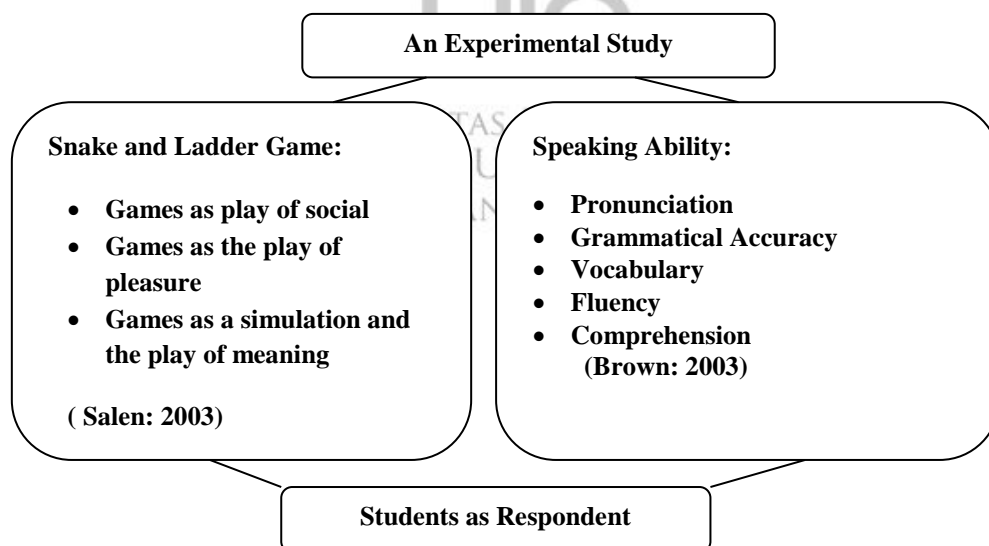 An Experimental Study
Snake and Ladder Game:
• Games as play of social
• Games as the play of
pleasure
• Games as a simulation and
the play of meaning
( Salen: 2003)
Speaking Ability:
• Pronunciation
• Grammatical Accuracy
• Vocabulary
• Fluency
• Comprehension
(Brown: 2003)
Students as Respondent